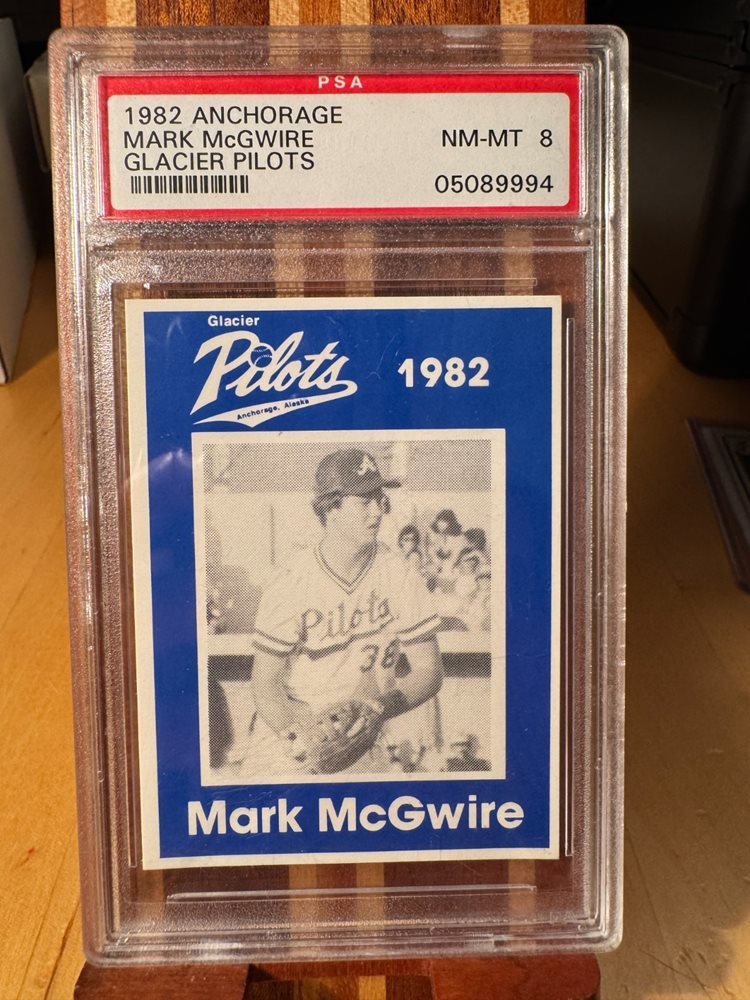 PSA
1982 ANCHORAGE
MARK McGWIRE NM-MT 8
GLACIER PILOTS
05089994
Glacier
Pilots 1982
Anchorage, Alaska
A
Pilots
38
Mark McGwire